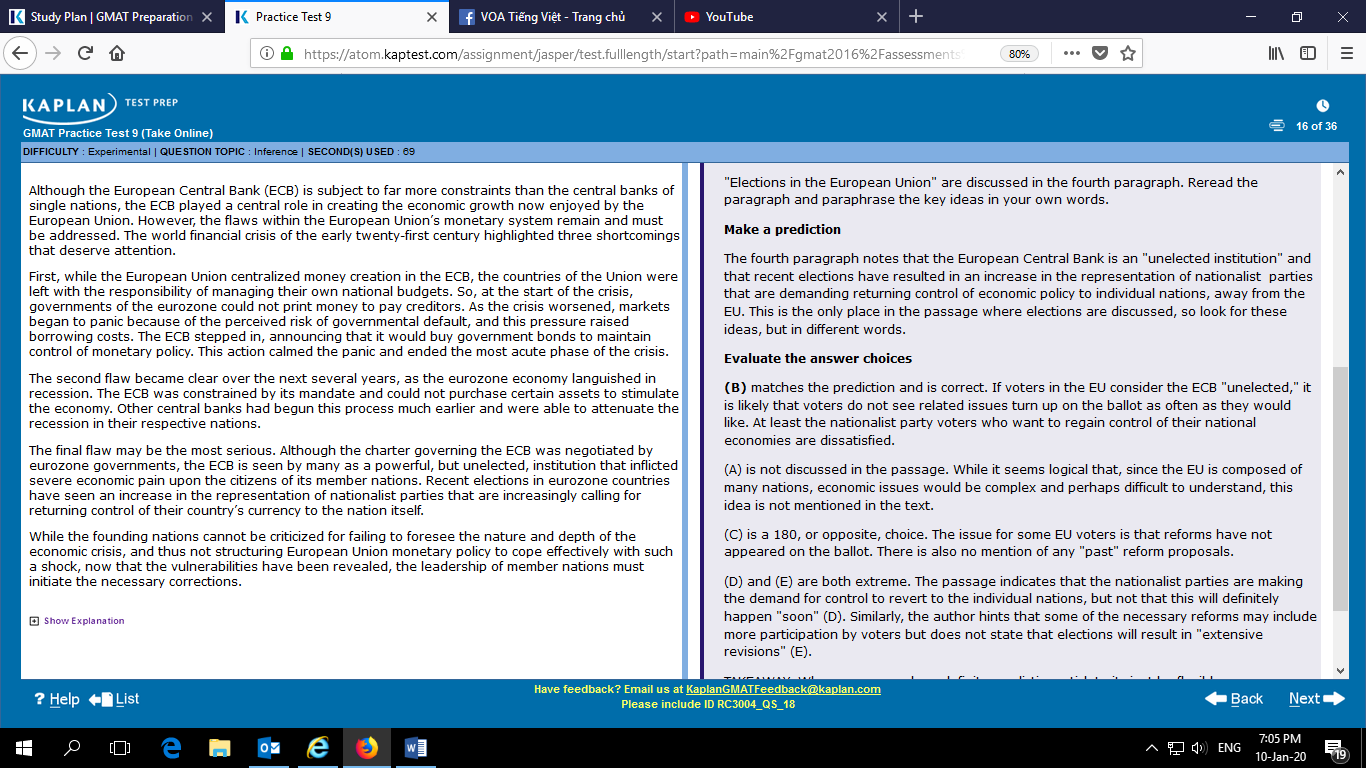 Study Plan | GMAT Preparation
Practice Test 9
VOA Tiếng Việt - Trang chủ
YouTube
https://atom.kaptest.com/assignment/jasper/test.fulllength/start?path=main%2Fgmat2016%2Fassessments
80%
KAPLAN TEST PREP
GMAT Practice Test 9 (Take Online)
16 of 36
DIFFICULTY : Experimental | QUESTION TOPIC : Inference | SECOND(S) USED : 69
Although the European Central Bank (ECB) is subject to far more constraints than the central banks of
single nations, the ECB played a central role in creating the economic growth now enjoyed by the
European Union. However, the flaws within the European Union's monetary system remain and must
be addressed. The world financial crisis of the early twenty-first century highlighted three shortcomings
that deserve attention.
First, while the European Union centralized money creation in the ECB, the countries of the Union were
left with the responsibility of managing their own national budgets. So, at the start of the crisis,
governments of the eurozone could not print money to pay creditors. As the crisis worsened, markets
began to panic because of the perceived risk of governmental default, and this pressure raised
borrowing costs. The ECB stepped in, announcing that it would buy government bonds to maintain
control of monetary policy. This action calmed the panic and ended the most acute phase of the crisis.
The second flaw became clear over the next several years, as the eurozone economy languished in
recession. The ECB was constrained by its mandate and could not purchase certain assets to stimulate
the economy. Other central banks had begun this process much earlier and were able to attenuate the
recession in their respective nations.
The final flaw may be the most serious. Although the charter governing the ECB was negotiated by
eurozone governments, the ECB is seen by many as a powerful, but unelected, institution that inflicted
severe economic pain upon the citizens of its member nations. Recent elections in eurozone countries
have seen an increase in the representation of nationalist parties that are increasingly calling for
returning control of their country's currency to the nation itself.
While the founding nations cannot be criticized for failing to foresee the nature and depth of the
economic crisis, and thus not structuring European Union monetary policy to cope effectively with such
a shock, now that the vulnerabilities have been revealed, the leadership of member nations must
initiate the necessary corrections.
Show Explanation
"Elections in the European Union" are discussed in the fourth paragraph. Reread the
paragraph and paraphrase the key ideas in your own words.
Make a prediction
The fourth paragraph notes that the European Central Bank is an "unelected institution" and
that recent elections have resulted in an increase in the representation of nationalist parties
that are demanding returning control of economic policy to individual nations, away from the
EU. This is the only place in the passage where elections are discussed, so look for these
ideas, but in different words.
Evaluate the answer choices
(B) matches the prediction and is correct. If voters in the EU consider the ECB "unelected," it
is likely that voters do not see related issues turn up on the ballot as often as they would
like. At least the nationalist party voters who want to regain control of their national
economies are dissatisfied.
(A) is not discussed in the passage. While it seems logical that, since the EU is composed of
many nations, economic issues would be complex and perhaps difficult to understand, this
idea is not mentioned in the text.
(C) is a 180, or opposite, choice. The issue for some EU voters is that reforms have not
appeared on the ballot. There is also no mention of any "past" reform proposals.
(D) and (E) are both extreme. The passage indicates that the nationalist parties are making
the demand for control to revert to the individual nations, but not that this will definitely
happen "soon" (D). Similarly, the author hints that some of the necessary reforms may include
more participation by voters but does not state that elections will result in "extensive
revisions" (E).
Help
List
Have feedback? Email us at KaplanGMATFeedback@kaplan.com
Please include ID RC3004_QS_18
Back
Next
ENG
7:05 PM
10-Jan-20
19